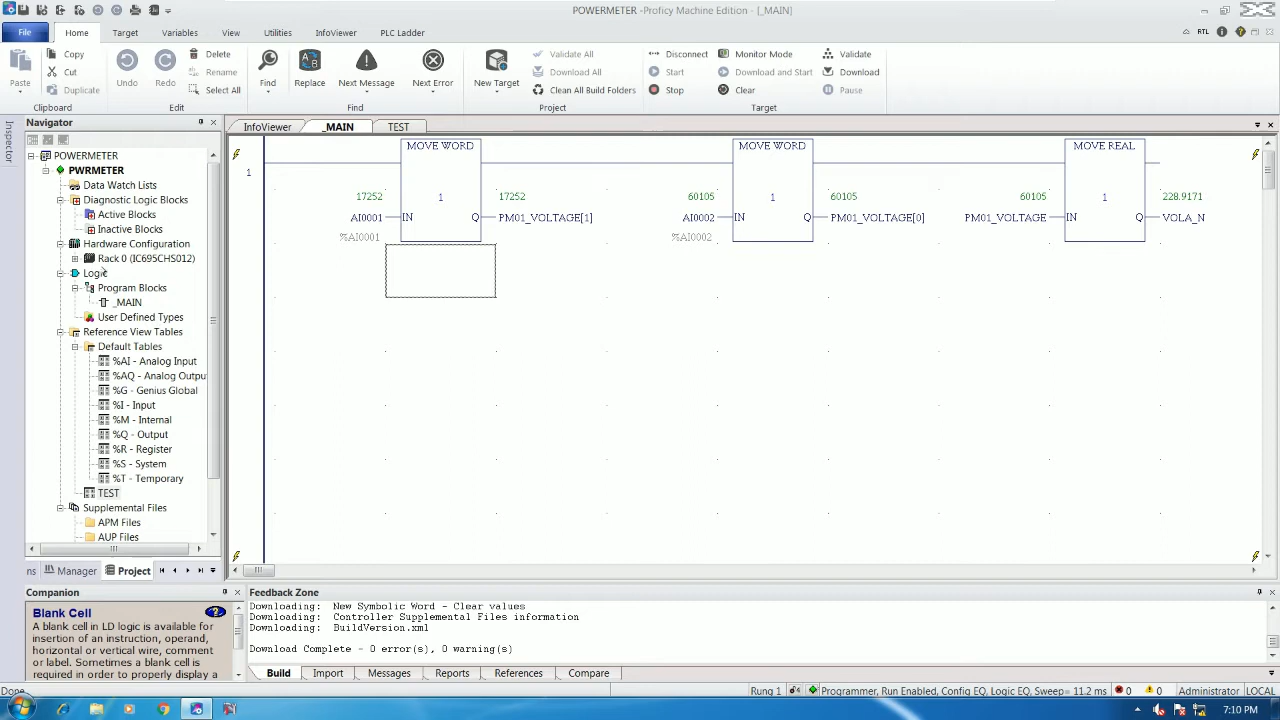 POWERMETER -Proficy Machine Edition - [_MAIN]
File Home Target Variables View Utilities InfoViewer PLC Ladder RTL
Paste Copy Cut Duplicate
Clipboard
Undo Redo Delete Rename Select All
Edit
Find Replace Next Message Next Error
Find
New Target Validate All Download All Clean All Build Folders
Project
Disconnect Start Stop Monitor Mode Download and Start Clear Validate Download Pause
Target
Inspector
Navigator
POWERMETER
PWRMETER
Data Watch Lists
Diagnostic Logic Blocks
Active Blocks
Inactive Blocks
Hardware Configuration
Rack 0 (IC695CHS012)
Logic
Program Blocks
_MAIN
User Defined Types
Reference View Tables
Default Tables
%AI - Analog Input
%AQ - Analog Outpu
%G - Genius Global
%I - Input
%M - Internal
%Q - Output
%R - Register
%S - System
%T - Temporary
TEST
Supplemental Files
APM Files
AUP Files
ns Manager Project
InfoViewer _MAIN TEST
MOVE WORD MOVE WORD MOVE REAL
1
17252 1 17252 60105 1 60105 60105 1 228.9171
AI0001 IN Q PM01_VOLTAGE[1] AI0002 IN Q PM01_VOLTAGE[0] PM01_VOLTAGE IN Q VOLA_N
%AI0001 %AI0002
Companion
Blank Cell
A blank cell in LD logic is available for
insertion of an instruction, operand,
horizontal or vertical wire, comment
or label. Sometimes a blank cell is
required in order to properly display a
Feedback Zone
Downloading: New Symbolic Word - Clear values
Downloading: Controller Supplemental Files information
Downloading: BuildVersion.xml
Download Complete - 0 error(s), 0 warning(s)
Build Import Messages Reports References Compare
Done Rung 1 Programmer, Run Enabled, Config EQ, Logic EQ, Sweep= 11.2 ms 0 0 Administrator LOCAL
7:10 PM